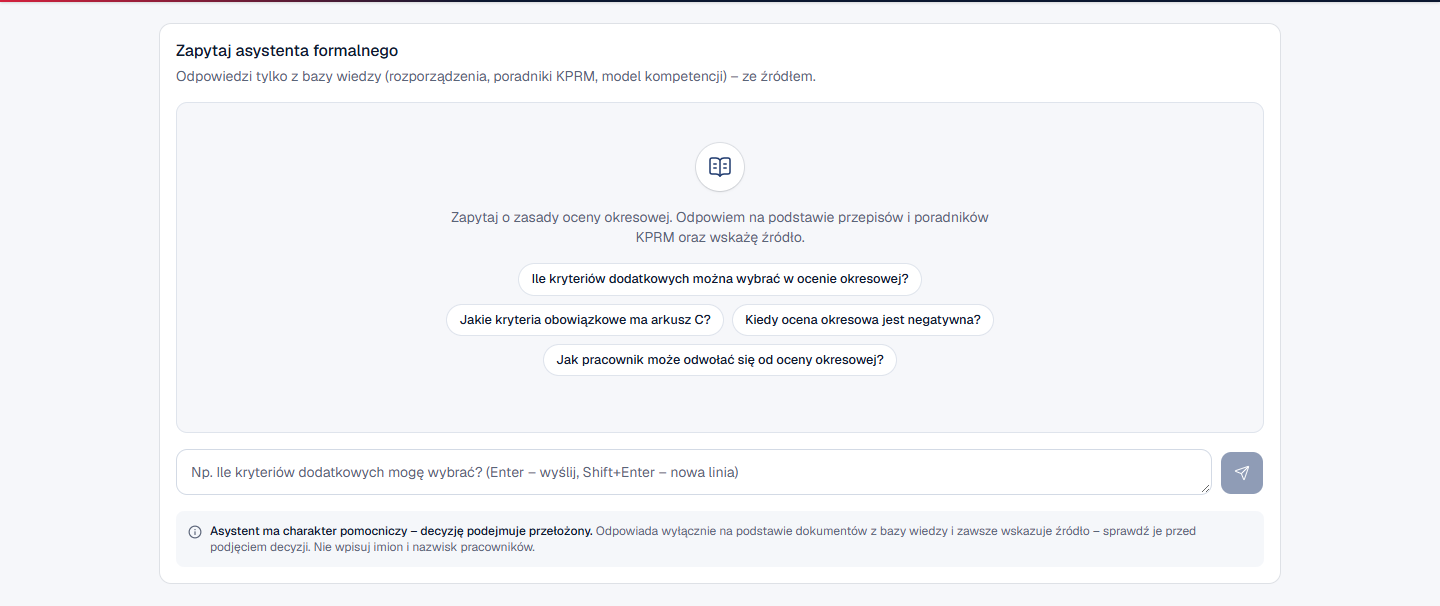 Zapytaj asystenta formalnego
Odpowiedzi tylko z bazy wiedzy (rozporządzenia, poradniki KPRM, model kompetencji) – ze źródłem.
Zapytaj o zasady oceny okresowej. Odpowiem na podstawie przepisów i poradników
KPRM oraz wskażę źródło.
Ile kryteriów dodatkowych można wybrać w ocenie okresowej?
Jakie kryteria obowiązkowe ma arkusz C?
Kiedy ocena okresowa jest negatywna?
Jak pracownik może odwołać się od oceny okresowej?
Np. Ile kryteriów dodatkowych mogę wybrać? (Enter – wyślij, Shift+Enter – nowa linia)
Asystent ma charakter pomocniczy – decyzję podejmuje przełożony. Odpowiada wyłącznie na podstawie dokumentów z bazy wiedzy i zawsze wskazuje źródło – sprawdź je przed
podjęciem decyzji. Nie wpisuj imion i nazwisk pracowników.